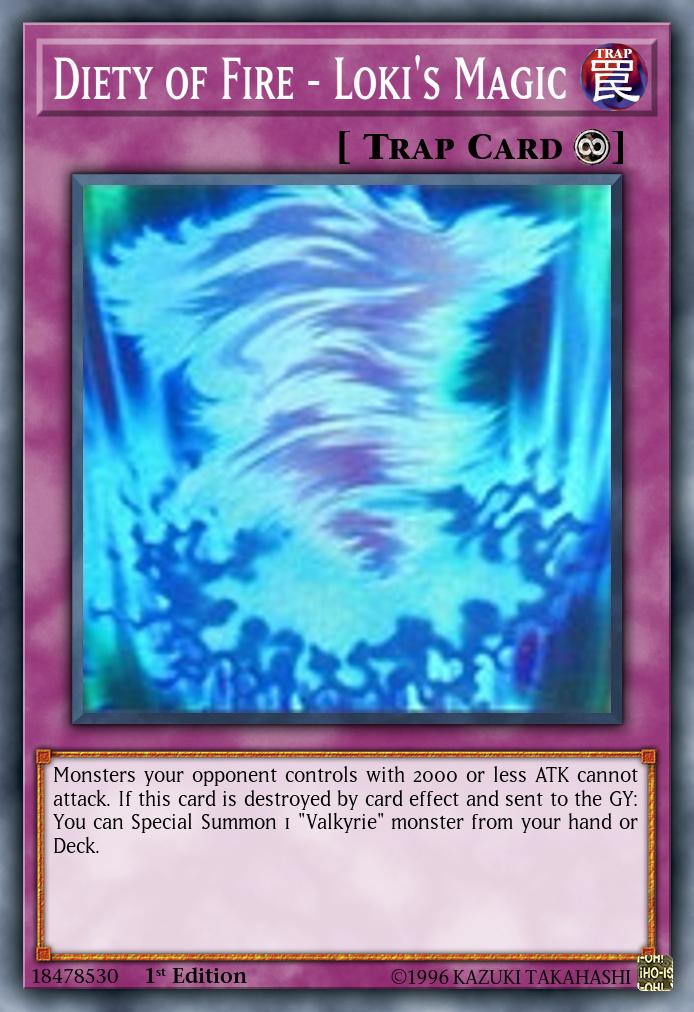 Diety of Fire - Loki's Magic
TRAP
罠
[ Trap Card ]
Monsters your opponent controls with 2000 or less ATK cannot
attack. If this card is destroyed by card effect and sent to the GY:
You can Special Summon 1 "Valkyrie" monster from your hand or
Deck.
18478530 1st Edition ©1996 KAZUKI TAKAHASHI